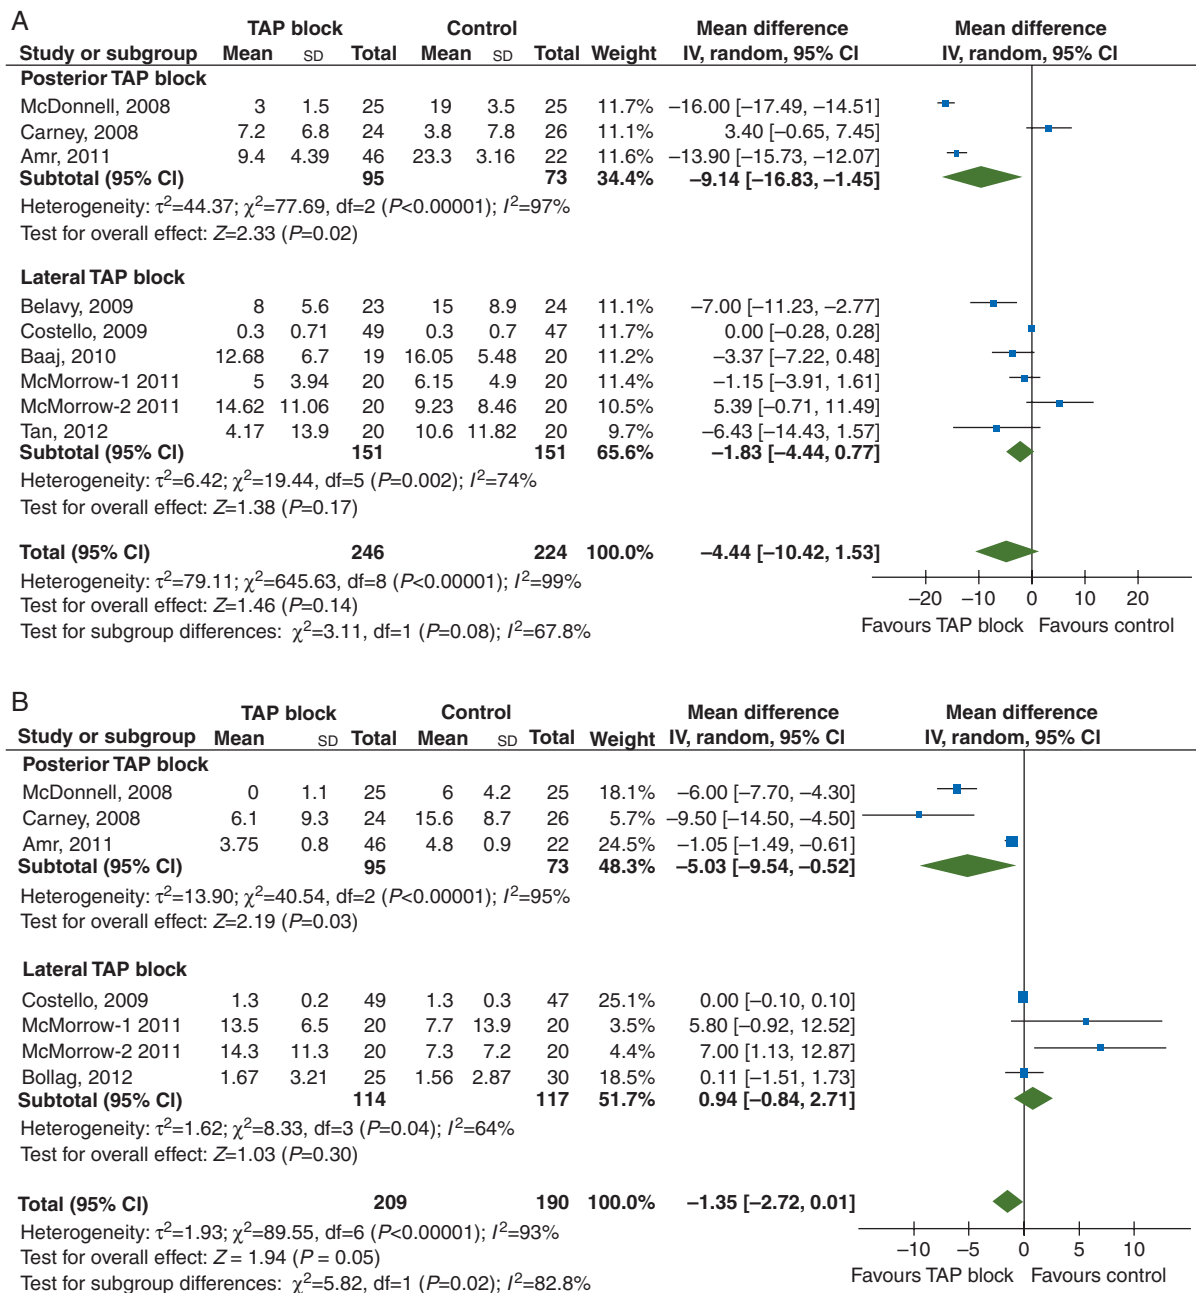 A
TAP block Control Mean difference Mean difference
Study or subgroup Mean SD Total Mean SD Total Weight IV, random, 95% CI IV, random, 95% CI
Posterior TAP block
McDonnell, 2008 3 1.5 25 19 3.5 25 11.7% −16.00 [−17.49, −14.51]
Carney, 2008 7.2 6.8 24 3.8 7.8 26 11.1% 3.40 [−0.65, 7.45]
Amr, 2011 9.4 4.39 46 23.3 3.16 22 11.6% −13.90 [−15.73, −12.07]
Subtotal (95% CI) 95 73 34.4% −9.14 [−16.83, −1.45]
Heterogeneity: τ²=44.37; χ²=77.69, df=2 (P<0.00001); I²=97%
Test for overall effect: Z=2.33 (P=0.02)
Lateral TAP block
Belavy, 2009 8 5.6 23 15 8.9 24 11.1% −7.00 [−11.23, −2.77]
Costello, 2009 0.3 0.71 49 0.3 0.7 47 11.7% 0.00 [−0.28, 0.28]
Baaj, 2010 12.68 6.7 19 16.05 5.48 20 11.2% −3.37 [−7.22, 0.48]
McMorrow-1 2011 5 3.94 20 6.15 4.9 20 11.4% −1.15 [−3.91, 1.61]
McMorrow-2 2011 14.62 11.06 20 9.23 8.46 20 10.5% 5.39 [−0.71, 11.49]
Tan, 2012 4.17 13.9 20 10.6 11.82 20 9.7% −6.43 [−14.43, 1.57]
Subtotal (95% CI) 151 151 65.6% −1.83 [−4.44, 0.77]
Heterogeneity: τ²=6.42; χ²=19.44, df=5 (P=0.002); I²=74%
Test for overall effect: Z=1.38 (P=0.17)
Total (95% CI) 246 224 100.0% −4.44 [−10.42, 1.53]
Heterogeneity: τ²=79.11; χ²=645.63, df=8 (P<0.00001); I²=99%
Test for overall effect: Z=1.46 (P=0.14)
Test for subgroup differences: χ²=3.11, df=1 (P=0.08); I²=67.8%
−20 −10 0 10 20
Favours TAP block Favours control
B
TAP block Control Mean difference Mean difference
Study or subgroup Mean SD Total Mean SD Total Weight IV, random, 95% CI IV, random, 95% CI
Posterior TAP block
McDonnell, 2008 0 1.1 25 6 4.2 25 18.1% −6.00 [−7.70, −4.30]
Carney, 2008 6.1 9.3 24 15.6 8.7 26 5.7% −9.50 [−14.50, −4.50]
Amr, 2011 3.75 0.8 46 4.8 0.9 22 24.5% −1.05 [−1.49, −0.61]
Subtotal (95% CI) 95 73 48.3% −5.03 [−9.54, −0.52]
Heterogeneity: τ²=13.90; χ²=40.54, df=2 (P<0.00001); I²=95%
Test for overall effect: Z=2.19 (P=0.03)
Lateral TAP block
Costello, 2009 1.3 0.2 49 1.3 0.3 47 25.1% 0.00 [−0.10, 0.10]
McMorrow-1 2011 13.5 6.5 20 7.7 13.9 20 3.5% 5.80 [−0.92, 12.52]
McMorrow-2 2011 14.3 11.3 20 7.3 7.2 20 4.4% 7.00 [1.13, 12.87]
Bollag, 2012 1.67 3.21 25 1.56 2.87 30 18.5% 0.11 [−1.51, 1.73]
Subtotal (95% CI) 114 117 51.7% 0.94 [−0.84, 2.71]
Heterogeneity: τ²=1.62; χ²=8.33, df=3 (P=0.04); I²=64%
Test for overall effect: Z=1.03 (P=0.30)
Total (95% CI) 209 190 100.0% −1.35 [−2.72, 0.01]
Heterogeneity: τ²=1.93; χ²=89.55, df=6 (P<0.00001); I²=93%
Test for overall effect: Z = 1.94 (P = 0.05)
Test for subgroup differences: χ²=5.82, df=1 (P=0.02); I²=82.8%
−10 −5 0 5 10
Favours TAP block Favours control